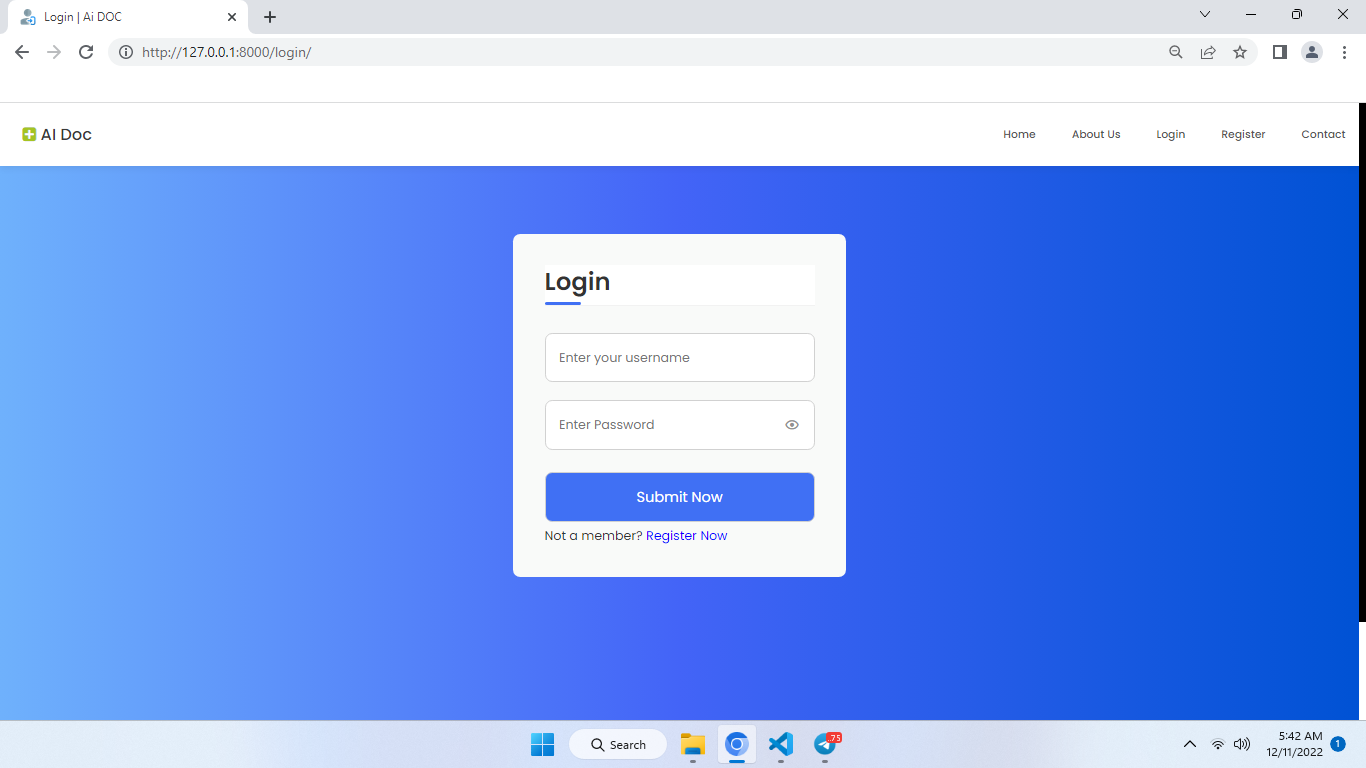 Login | Ai DOC
http://127.0.0.1:8000/login/
AI Doc
Home About Us Login Register Contact
Login
Enter your username
Enter Password
Submit Now
Not a member? Register Now
Search
.75
5:42 AM
12/11/2022
1